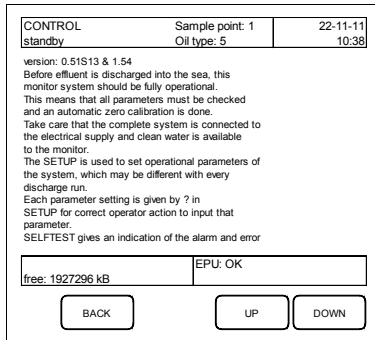 CONTROL Sample point: 1 22-11-11
standby Oil type: 5 10:38
version: 0.51S13 & 1.54
Before effluent is discharged into the sea, this
monitor system should be fully operational.
This means that all parameters must be checked
and an automatic zero calibration is done.
Take care that the complete system is connected to
the electrical supply and clean water is available
to the monitor.
The SETUP is used to set operational parameters of
the system, which may be different with every
discharge run.
Each parameter setting is given by ? in
SETUP for correct operator action to input that
parameter.
SELFTEST gives an indication of the alarm and error
EPU: OK
free: 1927296 kB
BACK UP DOWN